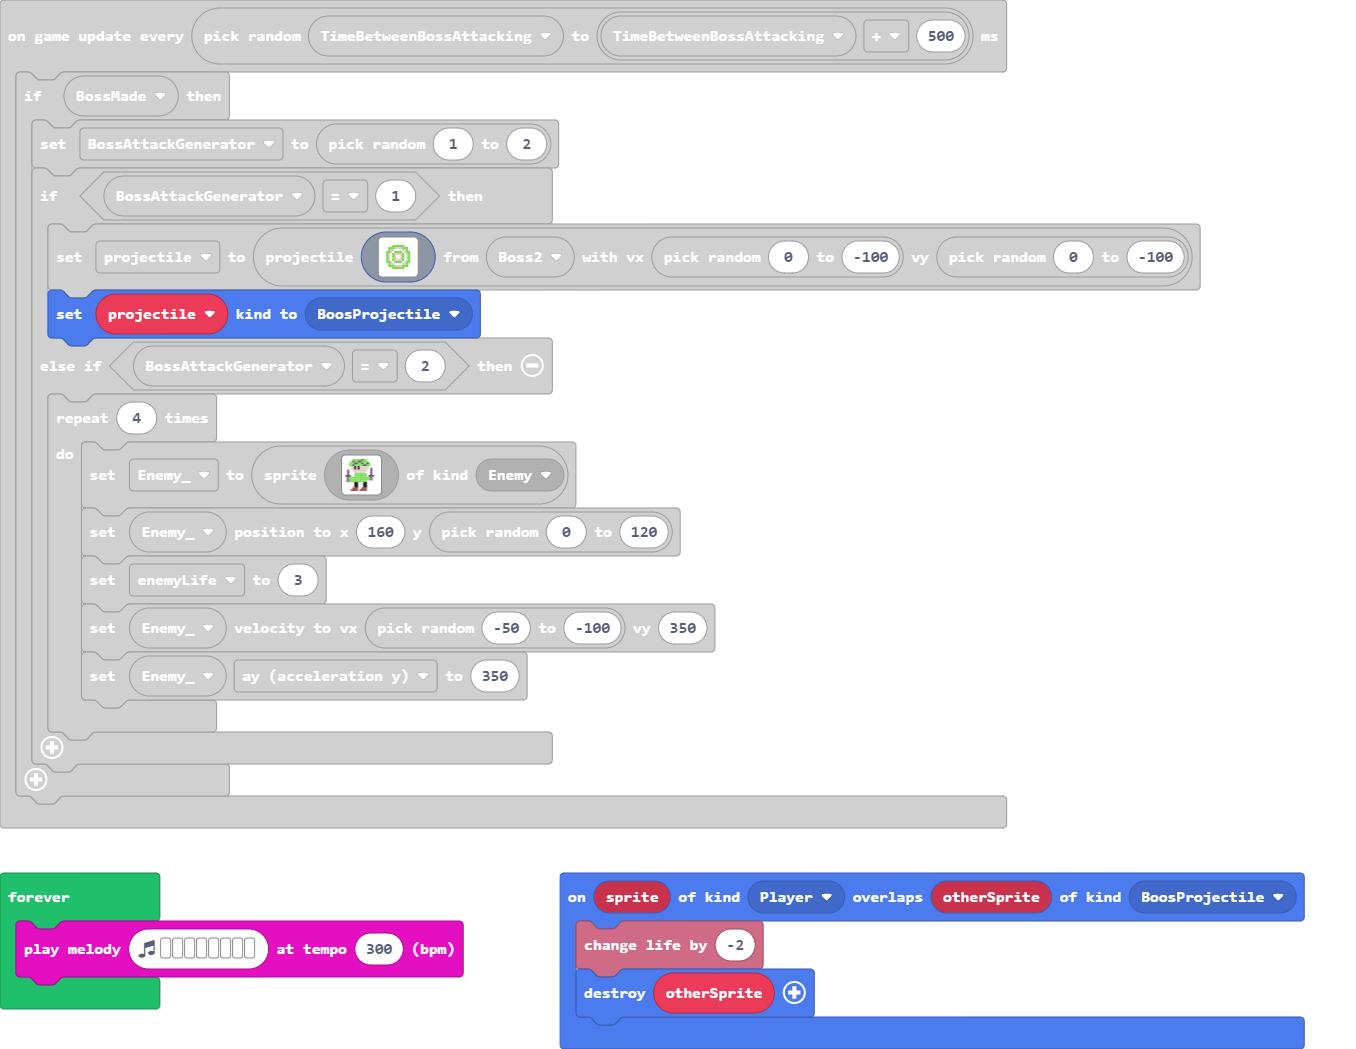 on game update every pick random TimeBetweenBossAttacking to TimeBetweenBossAttacking + 500 ms
if BossMade then
set BossAttackGenerator to pick random 1 to 2
if BossAttackGenerator = 1 then
set projectile to projectile from Boss2 with vx pick random 0 to -100 vy pick random 0 to -100
set projectile kind to BoosProjectile
else if BossAttackGenerator = 2 then
repeat 4 times
do
set Enemy_ to sprite of kind Enemy
set Enemy_ position to x 160 y pick random 0 to 120
set enemyLife to 3
set Enemy_ velocity to vx pick random -50 to -100 vy 350
set Enemy_ ay (acceleration y) to 350
forever
play melody at tempo 300 (bpm)
on sprite of kind Player overlaps otherSprite of kind BoosProjectile
change life by -2
destroy otherSprite